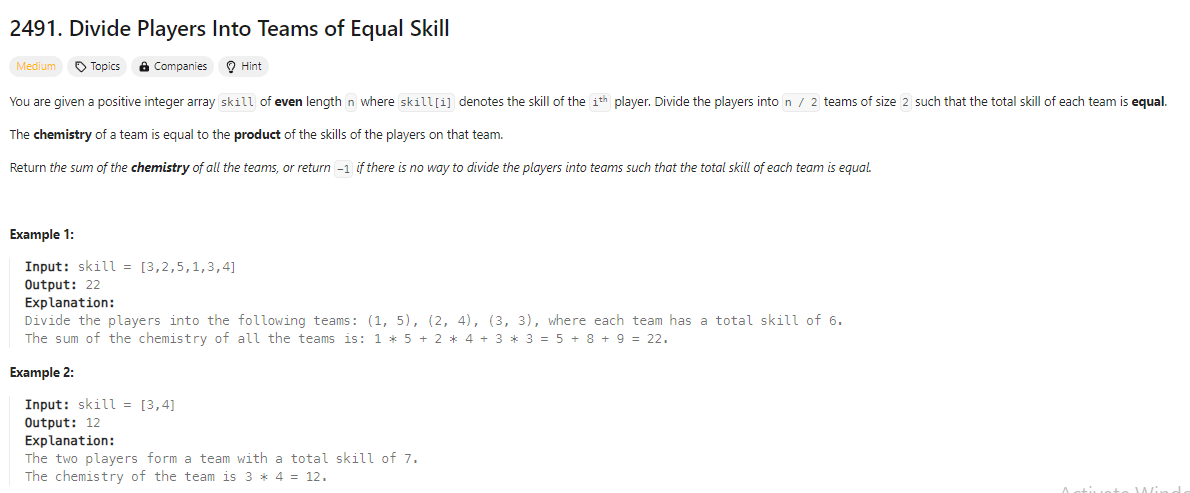 2491. Divide Players Into Teams of Equal Skill
Medium Topics Companies Hint
You are given a positive integer array skill of even length n where skill[i] denotes the skill of the ith player. Divide the players into n / 2 teams of size 2 such that the total skill of each team is equal.
The chemistry of a team is equal to the product of the skills of the players on that team.
Return the sum of the chemistry of all the teams, or return -1 if there is no way to divide the players into teams such that the total skill of each team is equal.
Example 1:
Input: skill = [3,2,5,1,3,4]
Output: 22
Explanation:
Divide the players into the following teams: (1, 5), (2, 4), (3, 3), where each team has a total skill of 6.
The sum of the chemistry of all the teams is: 1 * 5 + 2 * 4 + 3 * 3 = 5 + 8 + 9 = 22.
Example 2:
Input: skill = [3,4]
Output: 12
Explanation:
The two players form a team with a total skill of 7.
The chemistry of the team is 3 * 4 = 12.